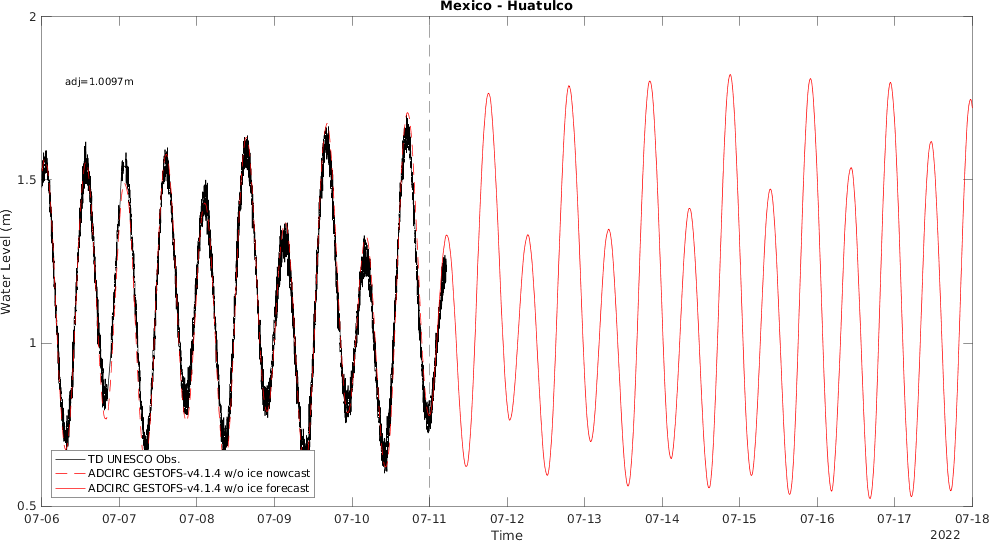 Mexico - Huatulco
2
adj=1.0097m
1.5
Water Level (m)
1
TD UNESCO Obs.
ADCIRC GESTOFS-v4.1.4 w/o ice nowcast
ADCIRC GESTOFS-v4.1.4 w/o ice forecast
0.5
07-06 07-07 07-08 07-09 07-10 07-11 07-12 07-13 07-14 07-15 07-16 07-17 07-18
Time
2022